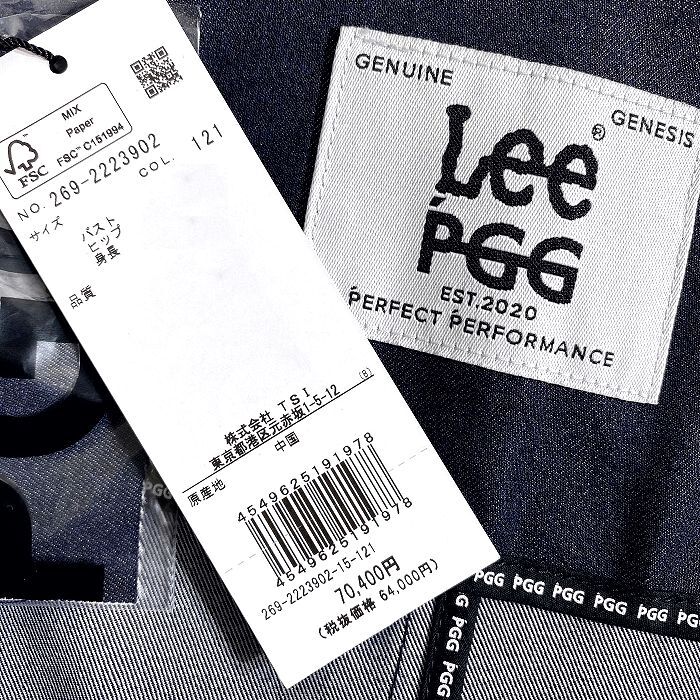 MIX
Paper
FSC™ C151994
FSC
NO. 269-2223902
COL. 121
サイズ
バスト
ヒップ
身長
品質
株式会社 TSI
東京都港区元赤坂1-5-12
(B)
原産地
中国
4549625191978
4549625191978
269-2223902-15-121
70,400円
(税抜価格 64,000円)
GENUINE
GENESIS
Lee®
PGG
EST.2020
PERFECT PERFORMANCE
PGG
PGG PGG PGG PGG PGG PGG
G PGG PGG